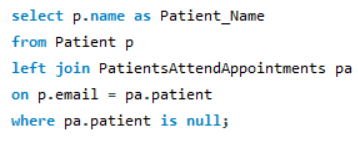 select p.name as Patient_Name
from Patient p
left join PatientsAttendAppointments pa
on p.email = pa.patient
where pa.patient is null;